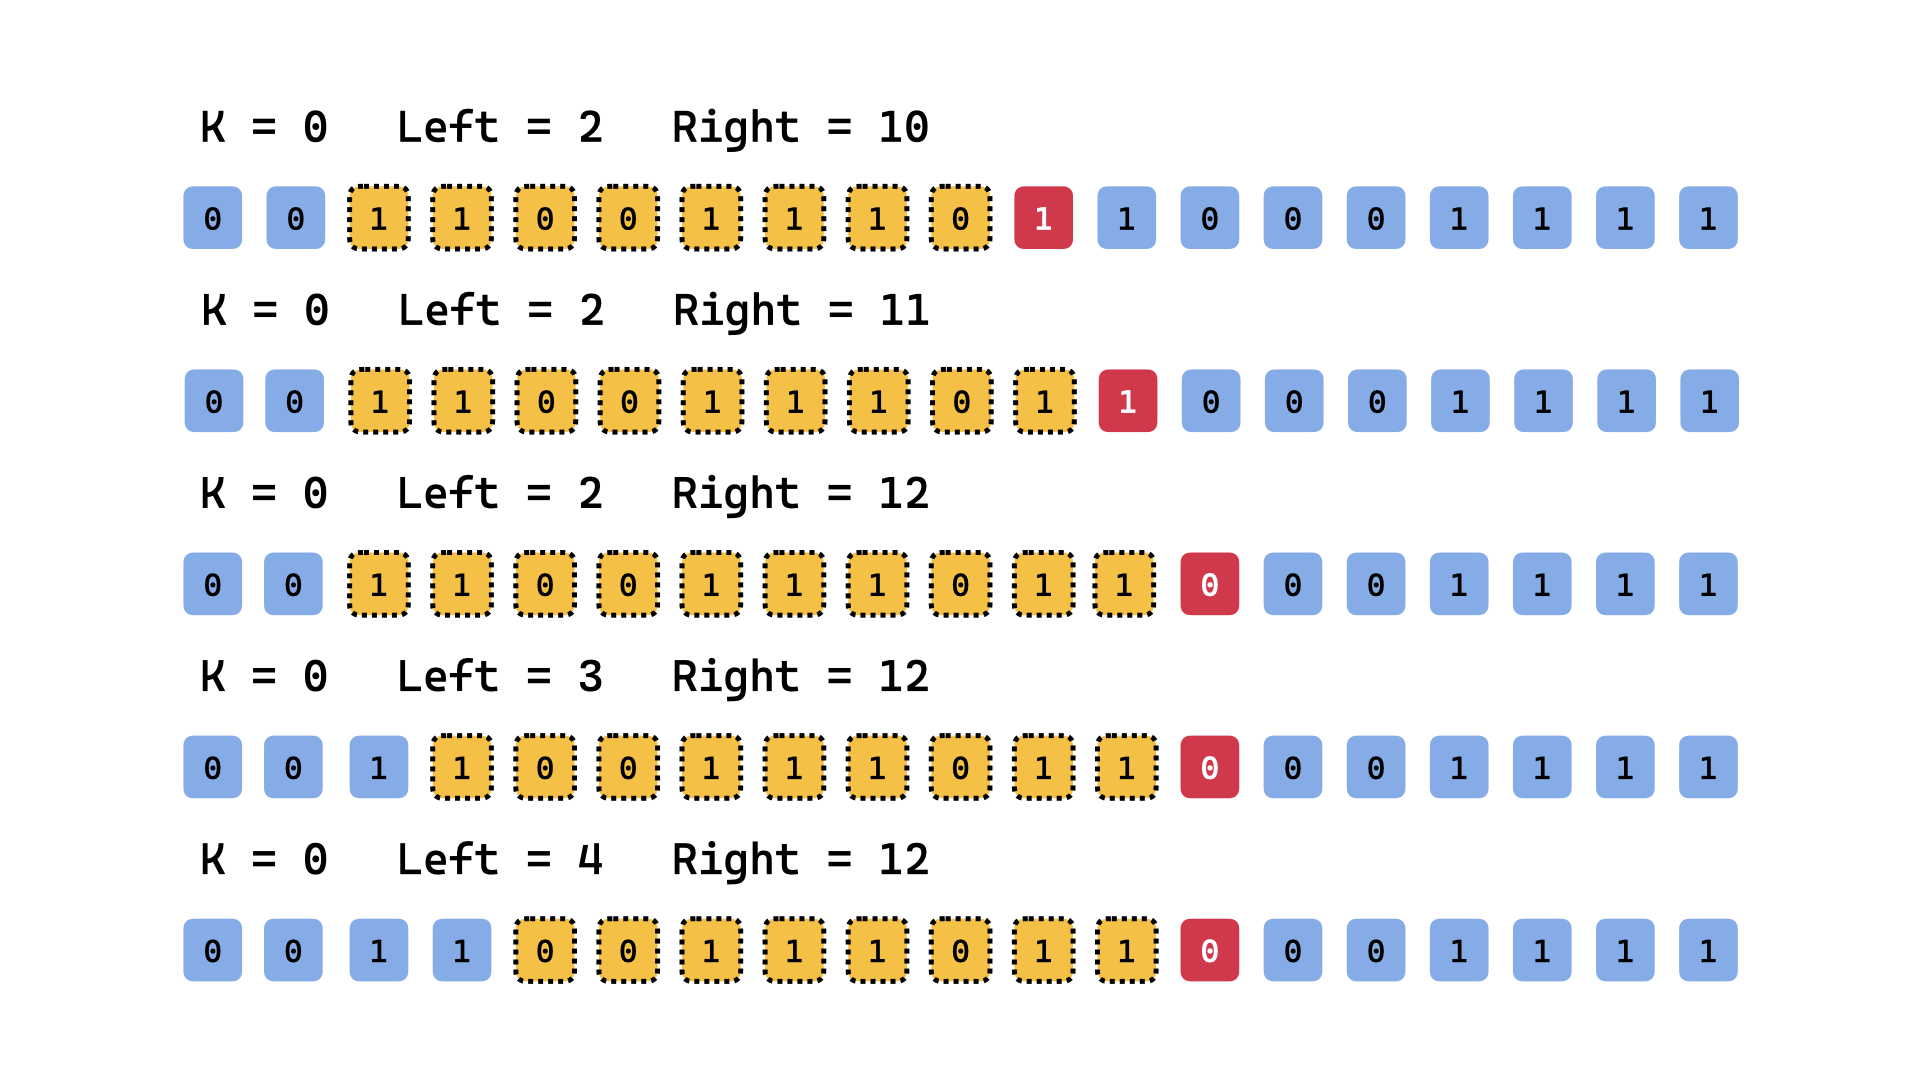 K = 0 Left = 2 Right = 10
0 0 1 1 0 0 1 1 1 0 1 1 0 0 0 1 1 1 1
K = 0 Left = 2 Right = 11
0 0 1 1 0 0 1 1 1 0 1 1 0 0 0 1 1 1 1
K = 0 Left = 2 Right = 12
0 0 1 1 0 0 1 1 1 0 1 1 0 0 0 1 1 1 1
K = 0 Left = 3 Right = 12
0 0 1 1 0 0 1 1 1 0 1 1 0 0 0 1 1 1 1
K = 0 Left = 4 Right = 12
0 0 1 1 0 0 1 1 1 0 1 1 0 0 0 1 1 1 1